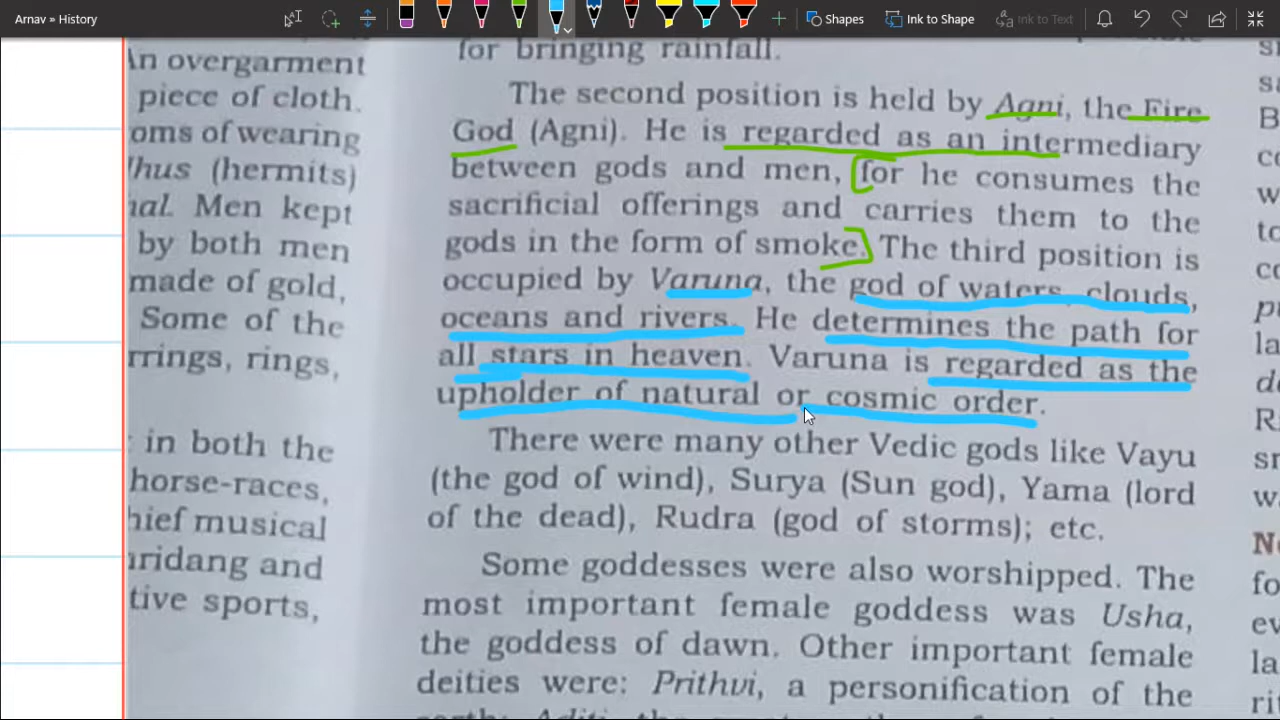 Arnav » History
Shapes
Ink to Shape
Ink to Text
An overgarment
piece of cloth.
oms of wearing
(hermits)
Men kept
by both men
made of gold,
Some of the
rings, rings,
in both the
horse-races,
hief musical
ridang and
tive sports,
for bringing rainfall.
The second position is held by Agni, the Fire
God (Agni). He is regarded as an intermediary
between gods and men, for he consumes the
sacrificial offerings and carries them to the
gods in the form of smoke. The third position is
occupied by Varuna, the god of waters, clouds,
oceans and rivers. He determines the path for
all stars in heaven. Varuna is regarded as the
upholder of natural or cosmic order.
There were many other Vedic gods like Vayu
(the god of wind), Surya (Sun god), Yama (lord
of the dead), Rudra (god of storms); etc.
Some goddesses were also worshipped. The
most important female goddess was Usha,
the goddess of dawn. Other important female
deities were: Prithvi, a personification of the